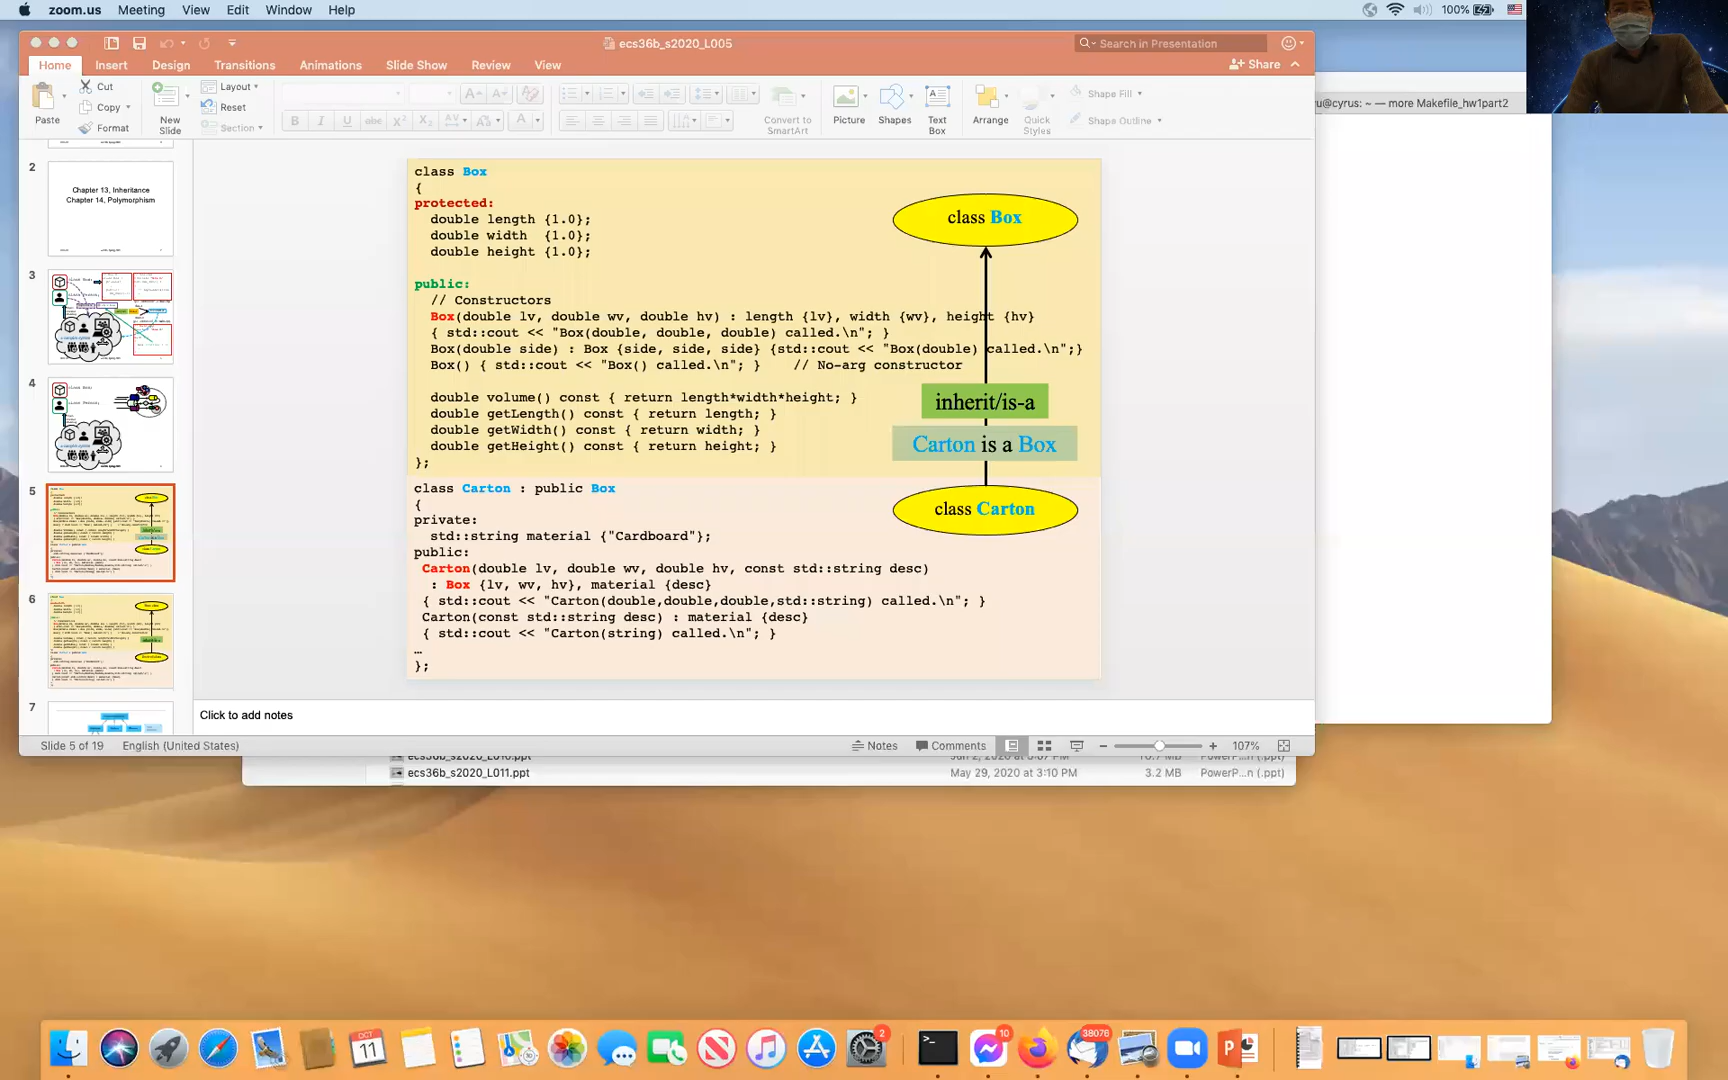 zoom.us Meeting View Edit Window Help
100%
ecs36b_s2020_L005
Search in Presentation
Home Insert Design Transitions Animations Slide Show Review View
Share
Paste
Cut
Copy
Format
New Slide
Layout
Reset
Section
Convert to SmartArt
Picture
Shapes
Text Box
Arrange
Quick Styles
Shape Fill
Shape Outline
u@cyrus: ~ — more Makefile_hw1part2
2
Chapter 13, Inheritance
Chapter 14, Polymorphism
3
4
5
6
7
class Box
{
protected:
double length {1.0};
double width {1.0};
double height {1.0};
public:
// Constructors
Box(double lv, double wv, double hv) : length {lv}, width {wv}, height {hv}
{ std::cout << "Box(double, double, double) called.\n"; }
Box(double side) : Box {side, side, side} {std::cout << "Box(double) called.\n";}
Box() { std::cout << "Box() called.\n"; } // No-arg constructor
double volume() const { return length*width*height; }
double getLength() const { return length; }
double getWidth() const { return width; }
double getHeight() const { return height; }
};
class Carton : public Box
{
private:
std::string material {"Cardboard"};
public:
Carton(double lv, double wv, double hv, const std::string desc)
: Box {lv, wv, hv}, material {desc}
{ std::cout << "Carton(double,double,double,std::string) called.\n"; }
Carton(const std::string desc) : material {desc}
{ std::cout << "Carton(string) called.\n"; }
…
};
class Box
inherit/is-a
Carton is a Box
class Carton
Click to add notes
Slide 5 of 19 English (United States)
Notes Comments 107%
ecs36b_s2020_L011.ppt May 29, 2020 at 3:10 PM 3.2 MB PowerP...n (.ppt)
OCT
11
2
10
38076